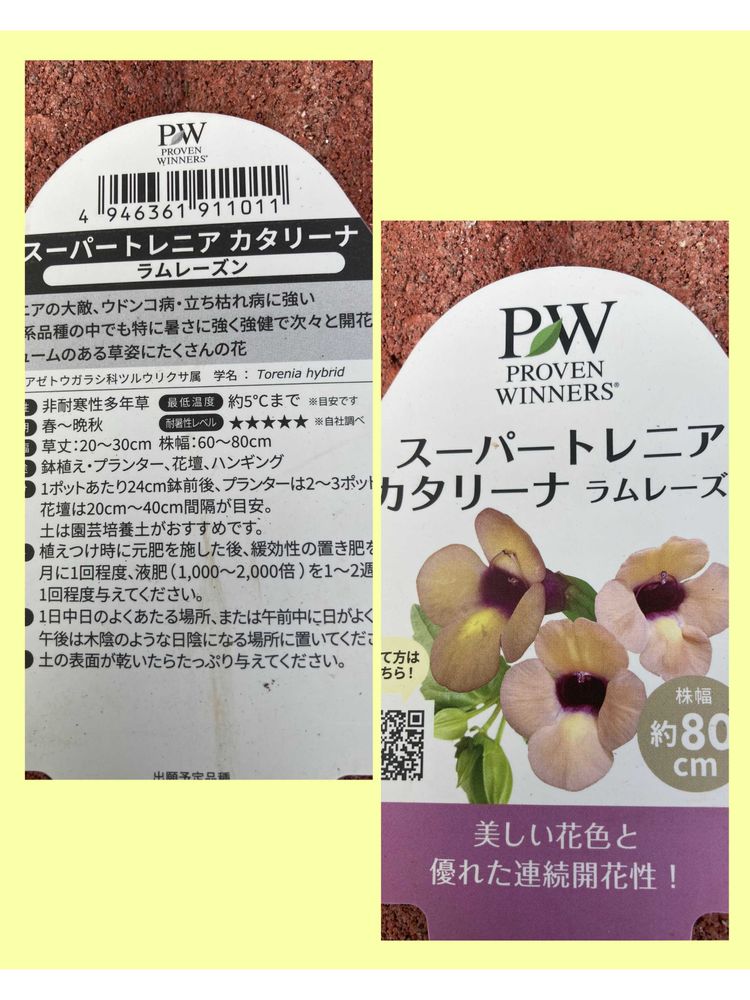 PW
PROVEN
WINNERS®
4 946361 911011
スーパートレニア カタリーナ
ラムレーズン
ニアの大敵、ウドンコ病・立ち枯れ病に強い
系品種の中でも特に暑さに強く強健で次々と開花
ュームのある草姿にたくさんの花
アゼトウガラシ科ツルウリクサ属 学名：Torenia hybrid
非耐寒性多年草 最低温度 約5℃まで ※目安です
春〜晩秋 耐暑性レベル ★★★★★ ※自社調べ
草丈：20〜30cm 株幅：60〜80cm
鉢植え・プランター、花壇、ハンギング
1ポットあたり24cm鉢前後、プランターは2〜3ポット
花壇は20cm〜40cm間隔が目安。
土は園芸培養土がおすすめです。
植えつけ時に元肥を施した後、緩効性の置き肥を
月に1回程度、液肥（1,000〜2,000倍）を1〜2週
1回程度与えてください。
1日中日のよくあたる場所、または午前中に日がよく
午後は木陰のような日陰になる場所に置いてくだ
土の表面が乾いたらたっぷり与えてください。
出願予定品種
PW
PROVEN
WINNERS®
スーパートレニア
カタリーナ ラムレーズ
て方は
ちら！
株幅
約80
cm
美しい花色と
優れた連続開花性！